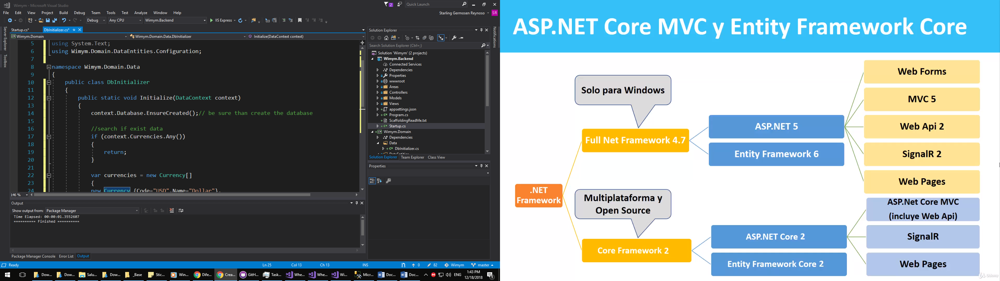 Wimym - Microsoft Visual Studio
2
Quick Launch
File Edit View Project Build Debug Team Tools Test Analyze Window Help
Starling Germosen Reynoso
SR
Debug Any CPU Wimym.Backend IIS Express
Server Explorer
Toolbox
Startup.cs*
DbInitializer.cs*
Wimym.Domain
Wimym.Domain.Data.DbInitializer
Initialize(DataContext context)
5 using System.Text;
6 using Wimym.Domain.DataEntities.Configuration;
7
8 namespace Wimym.Domain.Data
9 {
10 public class DbInitializer
11 {
12 public static void Initialize(DataContext context)
13 {
14 context.Database.EnsureCreated();// be sure than create the database
15
16 //search if exist data
17 if (context.Currencies.Any())
18 {
19 return;
20 }
21
22 var currencies = new Currency[]
23 {
24 new Currency {Code="USD",Name="Dollar"},
146 %
Output
Show output from: Package Manager
Time Elapsed: 00:00:01.3552607
========== Finished ==========
Package Manager Console Error List Output
Solution Explorer
Search Solution Explorer (Ctrl+;)
Solution 'Wimym' (2 projects)
Wimym.Backend
Connected Services
Dependencies
Properties
wwwroot
Areas
Controllers
Models
Views
appsettings.json
Program.cs
ScaffoldingReadMe.txt
Startup.cs
Wimym.Domain
Dependencies
Data
DbInitializer.cs
DataEntities
Solution Explorer Team Explorer Class View
Properties
Notifications
Ready
Ln 25
Col 13
Ch 13
INS
0
82
Wimym
master
Dow...
Dow...
Salu...
Dow...
_Base
Stic...
Win...
Dife...
Crea...
GitH...
Task...
Whe...
Whe...
Wi...
Micr...
Doc...
Doc...
ENG
1:43 PM
12/18/2018
1
ASP.NET Core MVC y Entity Framework Core
Solo para Windows
Full Net Framework 4.7
ASP.NET 5
Entity Framework 6
Web Forms
MVC 5
Web Api 2
SignalR 2
Web Pages
.NET
Framework
Multiplataforma y
Open Source
Core Framework 2
ASP.NET Core 2
Entity Framework Core 2
ASP.Net Core MVC
(incluye Web Api)
SignalR
Web Pages
Udemy